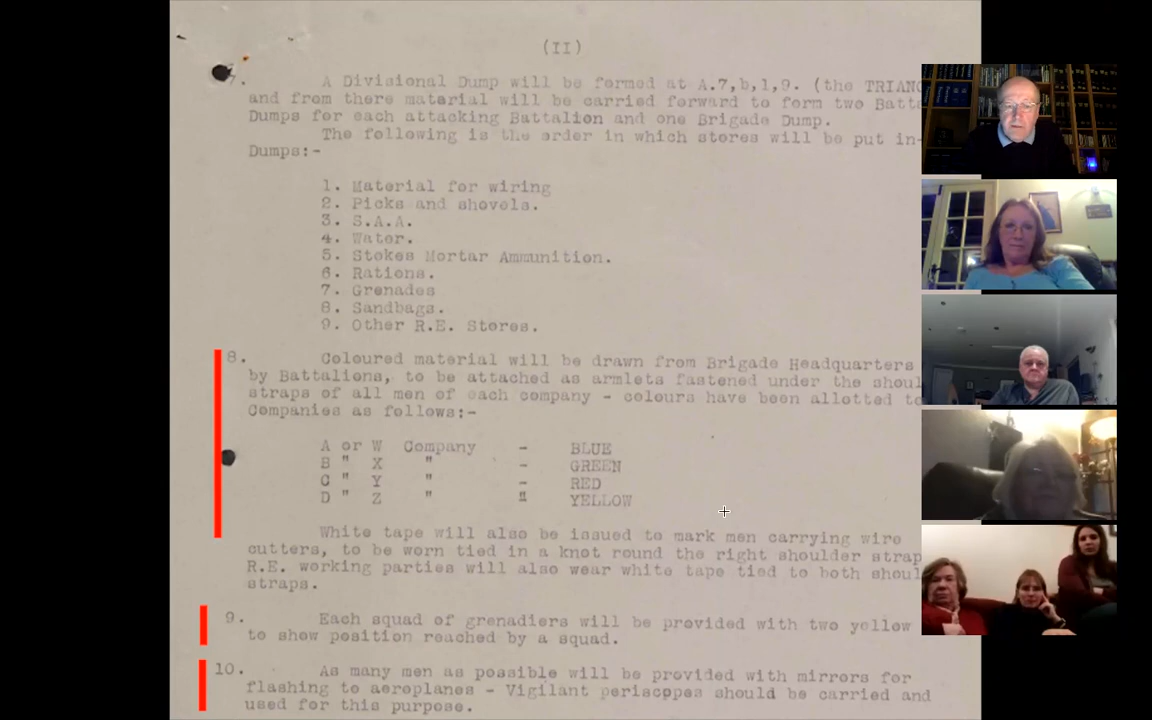 (II)
7. A Divisional Dump will be formed at A.7,b,1,9. (the
and from there material will be carried forward to form two
Dumps for each attacking Battalion and one Brigade Dump.
The following is the order in which stores will be put in
Dumps:-
1. Material for wiring
2. Picks and shovels.
3. S.A.A.
4. Water.
5. Stokes Mortar Ammunition.
6. Rations.
7. Grenades
8. Sandbags.
9. Other R.E. Stores.
8. Coloured material will be drawn from Brigade Headquarters
by Battalions, to be attached as armlets fastened under the
straps of all men of each company - colours have been allotted to
Companies as follows:-
A or W Company - BLUE
B " X " - GREEN
C " Y " - RED
D " Z " " YELLOW
White tape will also be issued to mark men carrying wire
cutters, to be worn tied in a knot round the right shoulder strap
R.E. working parties will also wear white tape tied to both
straps.
9. Each squad of grenadiers will be provided with two yellow
to show position reached by a squad.
10. As many men as possible will be provided with mirrors for
flashing to aeroplanes - Vigilant periscopes should be carried and
used for this purpose.